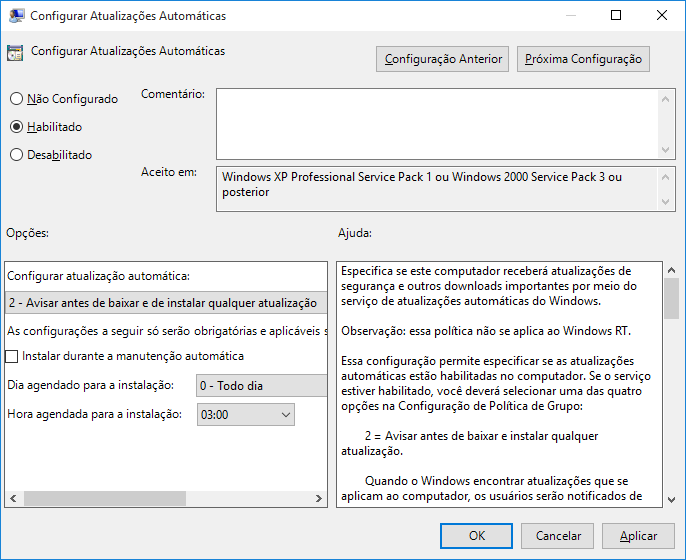 Configurar Atualizações Automáticas
Configurar Atualizações Automáticas
Configuração Anterior
Próxima Configuração
Não Configurado
Comentário:
Habilitado
Desabilitado
Aceito em:
Windows XP Professional Service Pack 1 ou Windows 2000 Service Pack 3 ou
posterior
Opções:
Ajuda:
Configurar atualização automática:
2 - Avisar antes de baixar e de instalar qualquer atualização
As configurações a seguir só serão obrigatórias e aplicáveis s
Instalar durante a manutenção automática
Dia agendado para a instalação:
0 - Todo dia
Hora agendada para a instalação:
03:00
Especifica se este computador receberá atualizações de
segurança e outros downloads importantes por meio do
serviço de atualizações automáticas do Windows.
Observação: essa política não se aplica ao Windows RT.
Essa configuração permite especificar se as atualizações
automáticas estão habilitadas no computador. Se o serviço
estiver habilitado, você deverá selecionar uma das quatro
opções na Configuração de Política de Grupo:
2 = Avisar antes de baixar e instalar qualquer
atualização.
Quando o Windows encontrar atualizações que se
aplicam ao computador, os usuários serão notificados de
OK
Cancelar
Aplicar